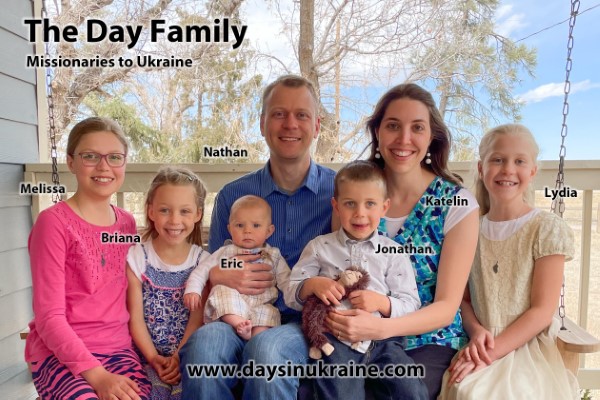 The Day Family
Missionaries to Ukraine
Nathan
Melissa
Lydia
Katelin
Briana
Jonathan
Eric
www.daysinukraine.com